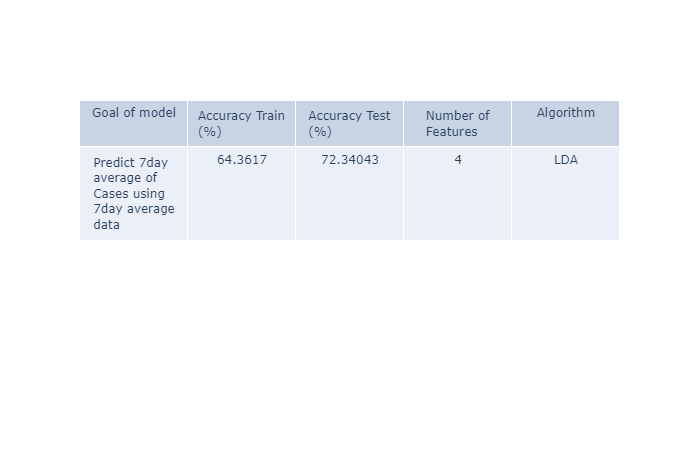 Goal of model
Accuracy Train
(%)
Accuracy Test
(%)
Number of
Features
Algorithm
Predict 7day
average of
Cases using
7day average
data
64.3617
72.34043
4
LDA